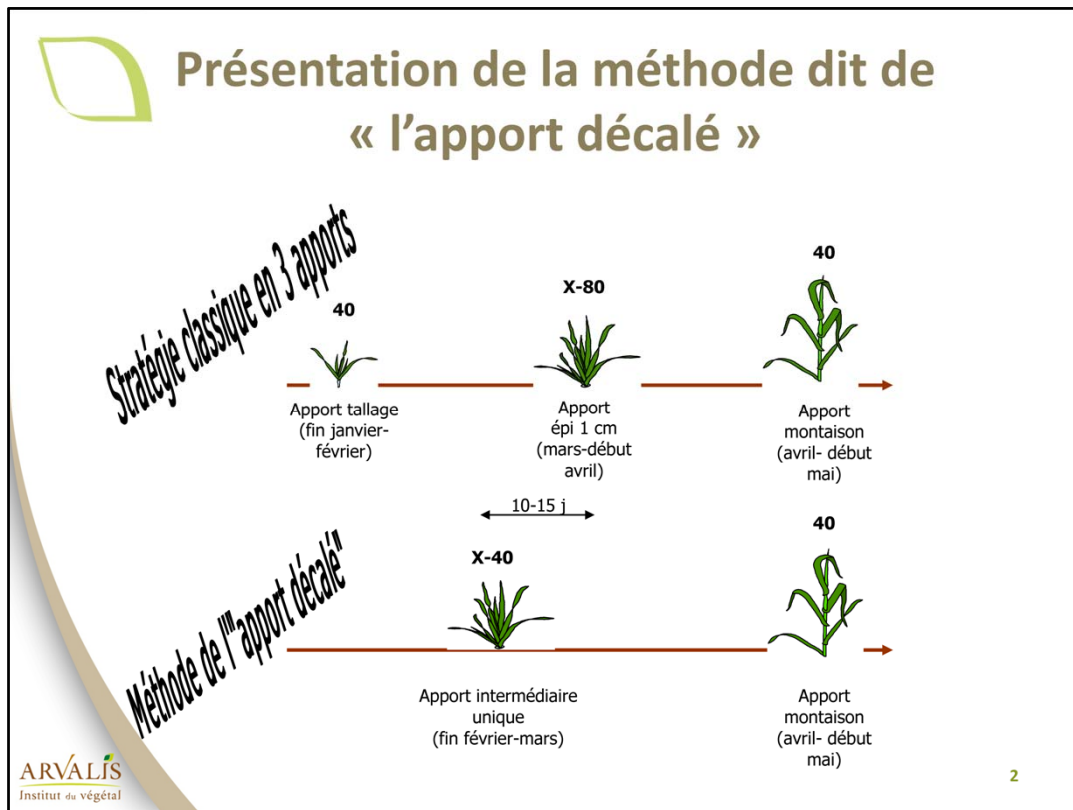 Présentation de la méthode dit de
« l'apport décalé »
Stratégie classique en 3 apports
40
X-80
40
Apport tallage
(fin janvier-
février)
Apport
épi 1 cm
(mars-début
avril)
Apport
montaison
(avril- début
mai)
10-15 j
Méthode de l'"apport décalé"
X-40
40
Apport intermédiaire
unique
(fin février-mars)
Apport
montaison
(avril- début
mai)
ARVALIS
Institut du végétal
2